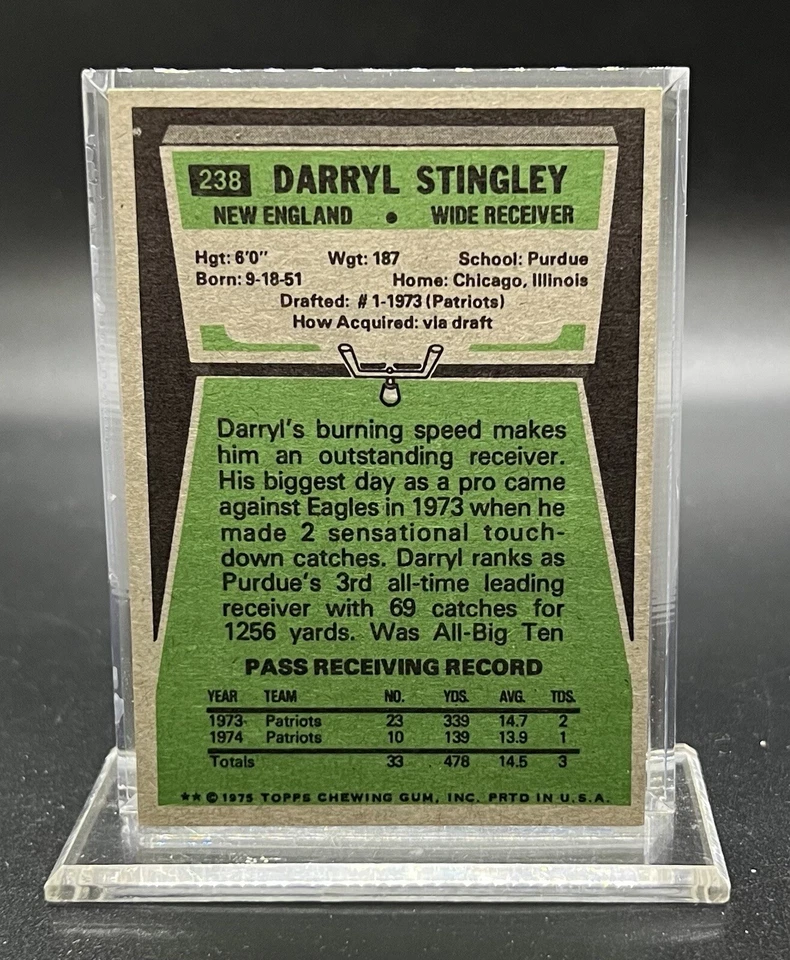 238 DARRYL STINGLEY
NEW ENGLAND • WIDE RECEIVER
Hgt: 6'0" Wgt: 187 School: Purdue
Born: 9-18-51 Home: Chicago, Illinois
Drafted: #1-1973 (Patriots)
How Acquired: via draft
Darryl's burning speed makes
him an outstanding receiver.
His biggest day as a pro came
against Eagles in 1973 when he
made 2 sensational touch-
down catches. Darryl ranks as
Purdue's 3rd all-time leading
receiver with 69 catches for
1256 yards. Was All-Big Ten
PASS RECEIVING RECORD
YEAR TEAM NO. YDS. AVG. TDS.
1973 Patriots 23 339 14.7 2
1974 Patriots 10 139 13.9 1
Totals 33 478 14.5 3
★★ © 1975 TOPPS CHEWING GUM, INC. PRTD IN U.S.A.